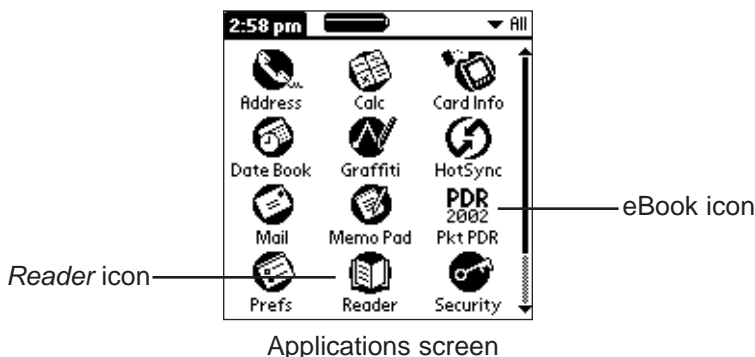 2:58 pm All
Address Calc Card Info
Date Book Graffiti HotSync
PDR
2002
eBook icon
Mail Memo Pad Pkt PDR
Reader icon
Prefs Reader Security
Applications screen